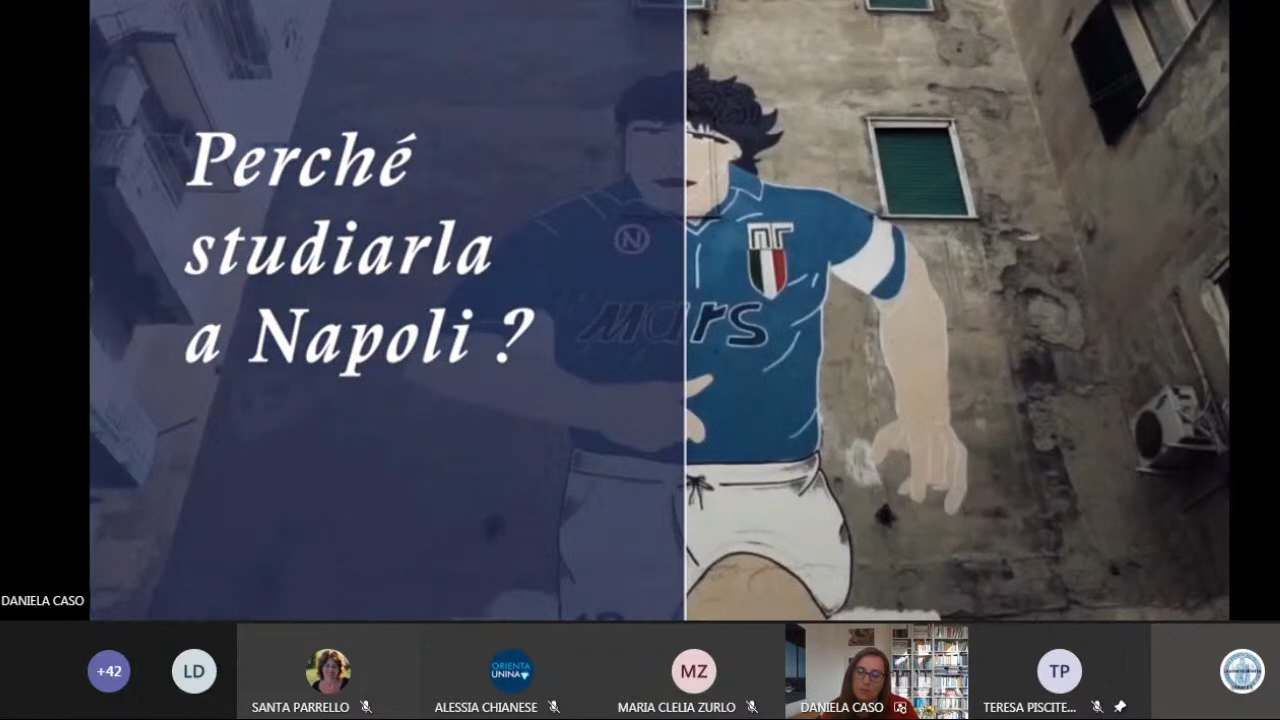 Perché
studiarla
a Napoli ?
N
Mars
DANIELA CASO
+42
LD
SANTA PARRELLO
ORIENTA
UNINA
ALESSIA CHIANESE
MZ
MARIA CLELIA ZURLO
DANIELA CASO
TP
TERESA PISCITE...